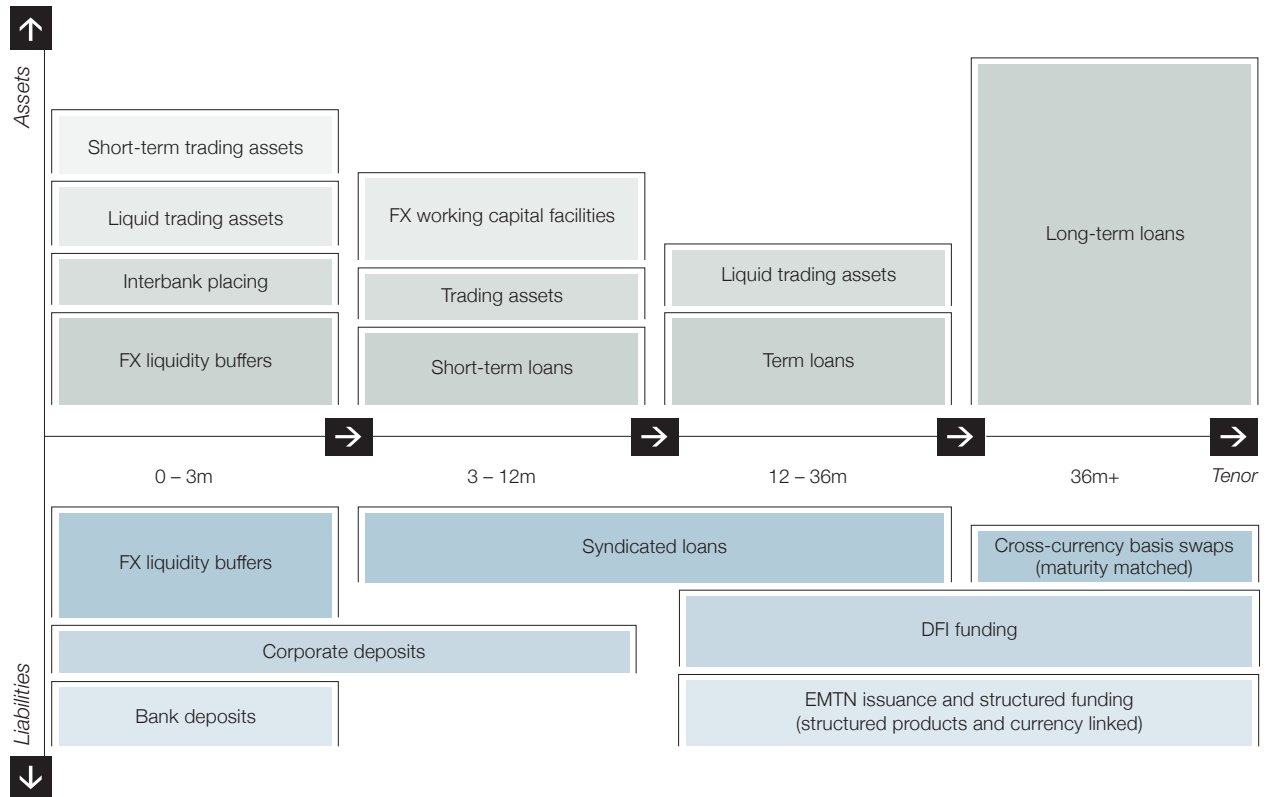 Assets
Short-term trading assets
Liquid trading assets
Interbank placing
FX liquidity buffers
FX working capital facilities
Trading assets
Short-term loans
Liquid trading assets
Term loans
Long-term loans
0 – 3m
3 – 12m
12 – 36m
36m+
Tenor
Liabilities
FX liquidity buffers
Syndicated loans
Cross-currency basis swaps
(maturity matched)
Corporate deposits
DFI funding
Bank deposits
EMTN issuance and structured funding
(structured products and currency linked)